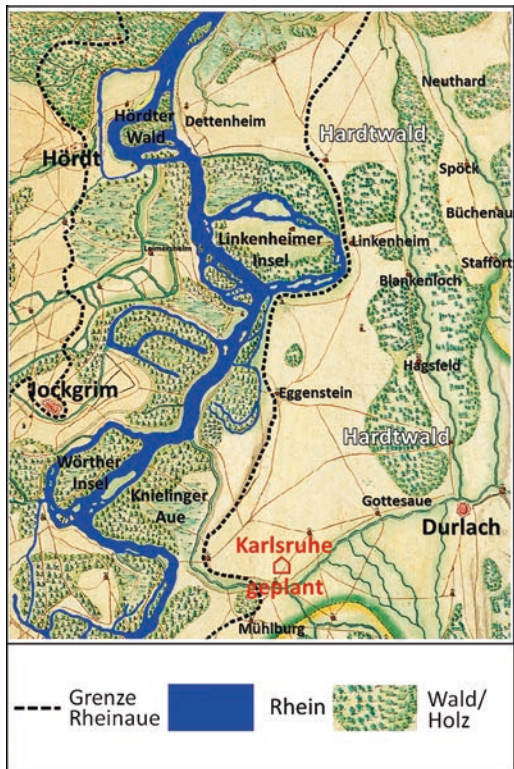 Neuthard
Hördter
Wald
Dettenheim
Hardtwald
Hördt
Spöck
Büchenau
Linkenheimer
Insel
Linkenheim
Leimersheim
Staffort
Blankenloch
Hagsfeld
Jockgrim
Eggenstein
Hardtwald
Wörther
Insel
Knielinger
Aue
Gottesaue
Durlach
Karlsruhe
geplant
Mühlburg
Grenze
Rheinaue
Rhein
Wald/
Holz